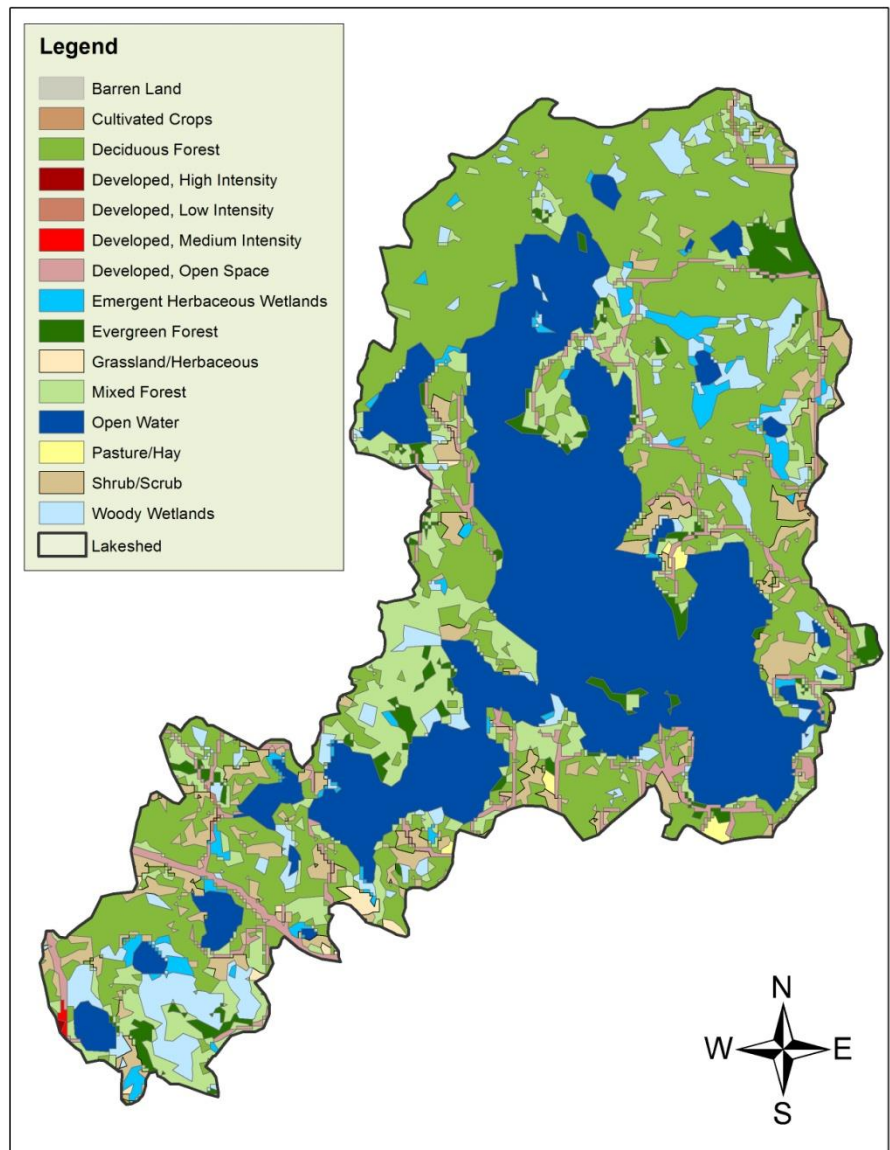 Legend
Barren Land
Cultivated Crops
Deciduous Forest
Developed, High Intensity
Developed, Low Intensity
Developed, Medium Intensity
Developed, Open Space
Emergent Herbaceous Wetlands
Evergreen Forest
Grassland/Herbaceous
Mixed Forest
Open Water
Pasture/Hay
Shrub/Scrub
Woody Wetlands
Lakeshed
N
W E
S